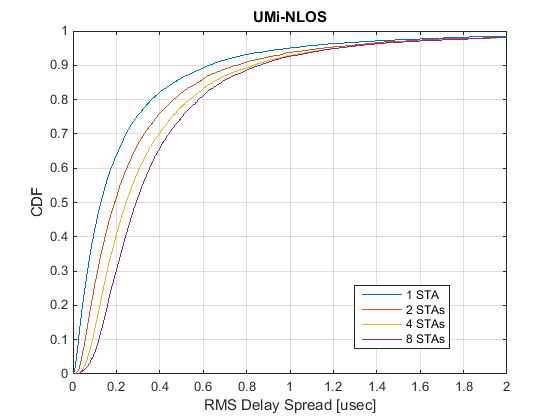 UMi-NLOS
1
0.9
0.8
0.7
0.6
0.5
0.4
0.3
0.2
0.1
0
CDF
1 STA
2 STAs
4 STAs
8 STAs
0 0.2 0.4 0.6 0.8 1 1.2 1.4 1.6 1.8 2
RMS Delay Spread [usec]